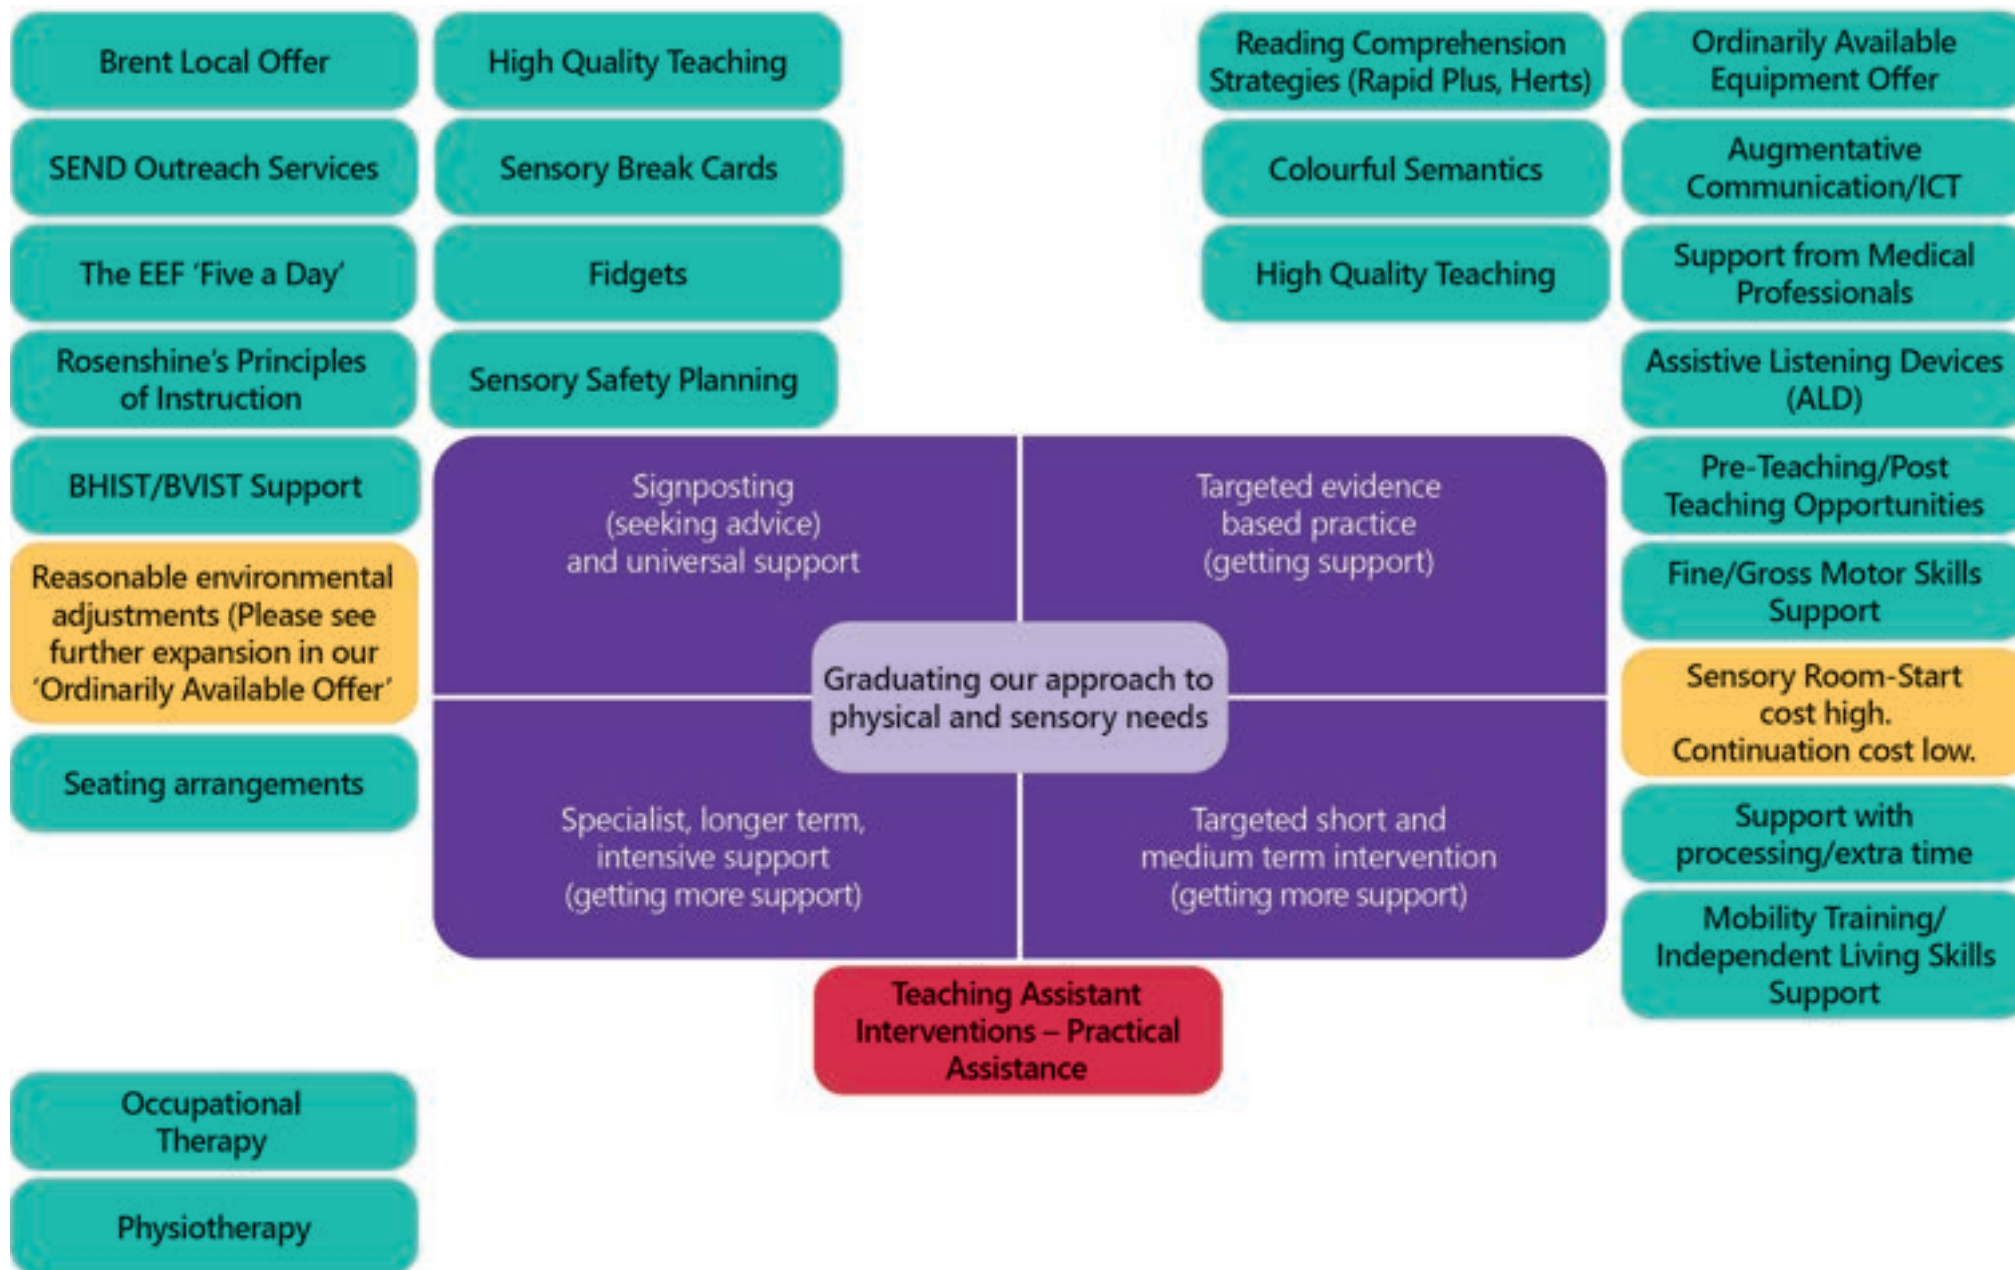 Brent Local Offer
SEND Outreach Services
The EEF ‘Five a Day’
Rosenshine’s Principles
of Instruction
BHIST/BVIST Support
Reasonable environmental
adjustments (Please see
further expansion in our
‘Ordinarily Available Offer’
Seating arrangements
High Quality Teaching
Sensory Break Cards
Fidgets
Sensory Safety Planning
Reading Comprehension
Strategies (Rapid Plus, Herts)
Colourful Semantics
High Quality Teaching
Ordinarily Available
Equipment Offer
Augmentative
Communication/ICT
Support from Medical
Professionals
Assistive Listening Devices
(ALD)
Pre-Teaching/Post
Teaching Opportunities
Fine/Gross Motor Skills
Support
Sensory Room-Start
cost high.
Continuation cost low.
Support with
processing/extra time
Mobility Training/
Independent Living Skills
Support
Signposting
(seeking advice)
and universal support
Targeted evidence
based practice
(getting support)
Graduating our approach to
physical and sensory needs
Specialist, longer term,
intensive support
(getting more support)
Targeted short and
medium term intervention
(getting more support)
Teaching Assistant
Interventions – Practical
Assistance
Occupational
Therapy
Physiotherapy